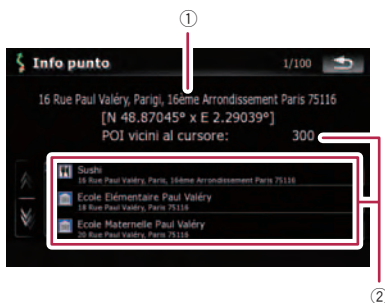 ①
Info punto 1/100
16 Rue Paul Valéry, Parigi, 16ème Arrondissement Paris 75116
[N 48.87045° x E 2.29039°]
POI vicini al cursore: 300
Sushi
16 Rue Paul Valéry, Paris, 16ème Arrondissement Paris 75116
Ecole Elémentaire Paul Valéry
18 Rue Paul Valéry, Paris 75116
Ecole Maternelle Paul Valéry
20 Rue Paul Valéry, Paris 75116
②